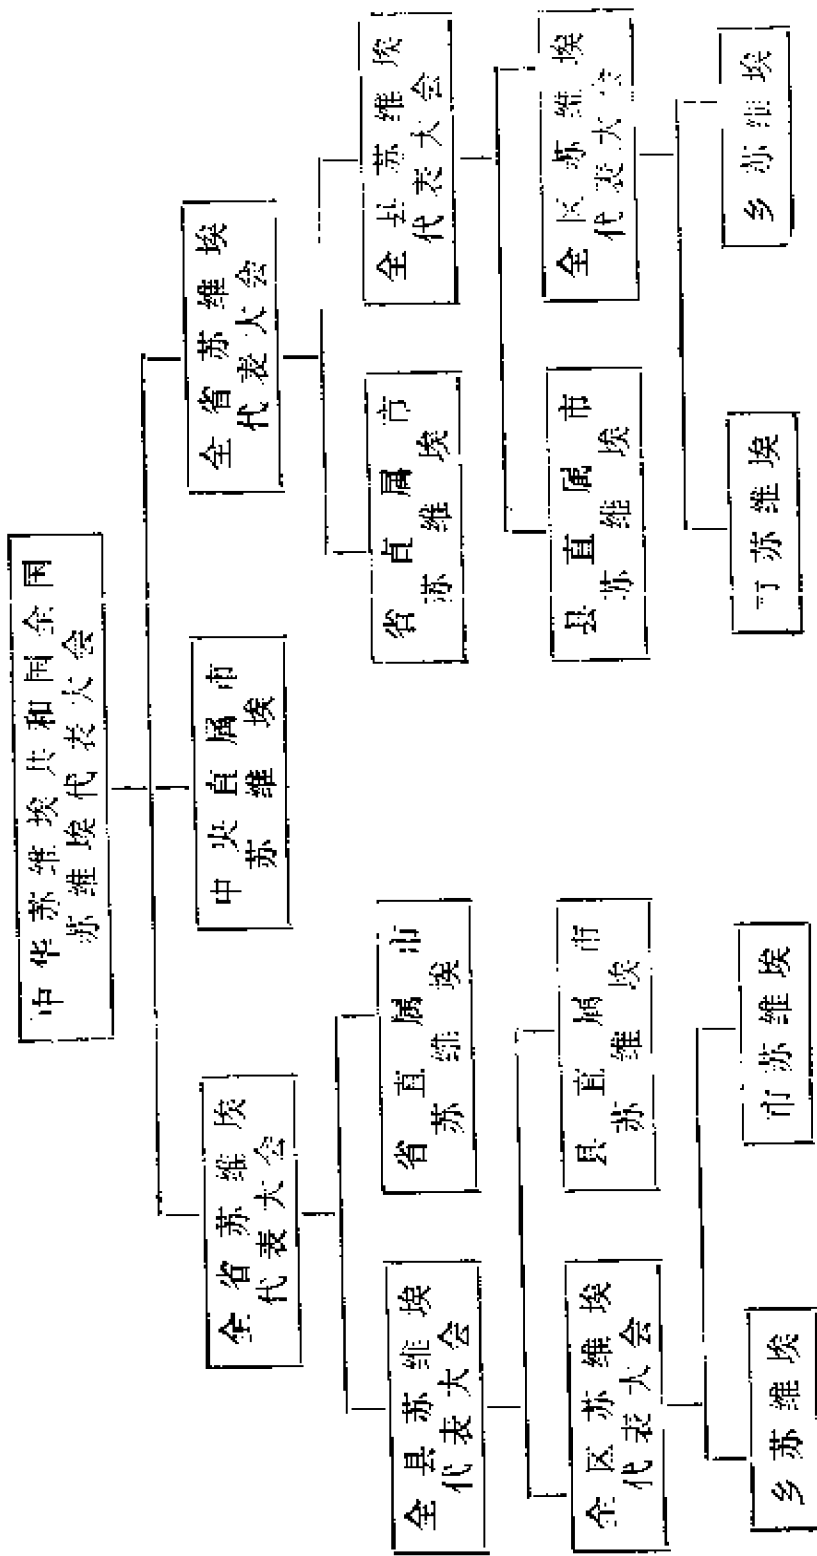 中华苏维埃共和国全国
苏维埃代表大会
全省苏维埃
代表大会
中央直属市
苏维埃
全省苏维埃
代表大会
全县苏维埃
代表大会
省直属市
苏维埃
省直属市
苏维埃
全县苏维埃
代表大会
全区苏维埃
代表大会
县直属市
苏维埃
县直属市
苏维埃
全区苏维埃
代表大会
乡苏维埃
市苏维埃
市苏维埃
乡苏维埃